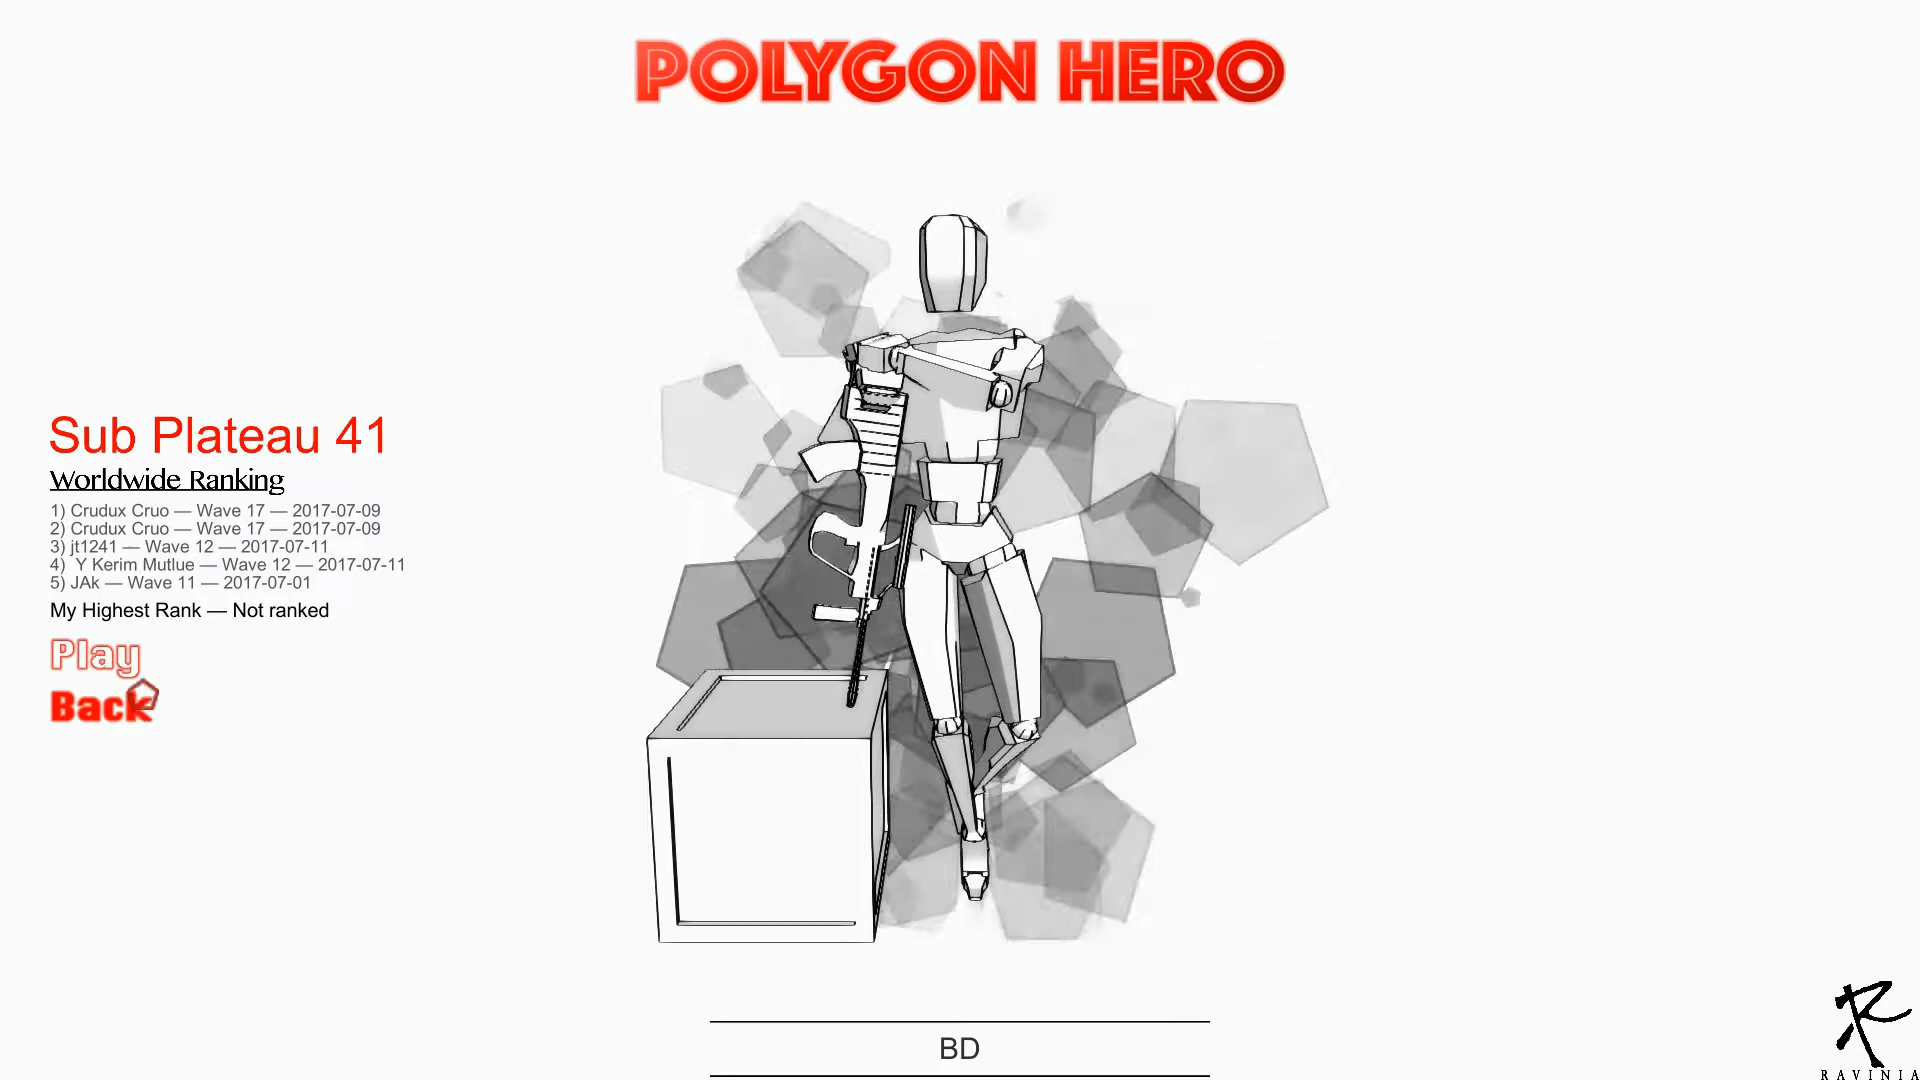 POLYGON HERO
Sub Plateau 41
Worldwide Ranking
1) Crudux Cruo — Wave 17 — 2017-07-09
2) Crudux Cruo — Wave 17 — 2017-07-09
3) jt1241 — Wave 12 — 2017-07-11
4)  Y Kerim Mutlue — Wave 12 — 2017-07-11
5) JAk — Wave 11 — 2017-07-01
My Highest Rank — Not ranked
Play
Back
BD
RAVINIA